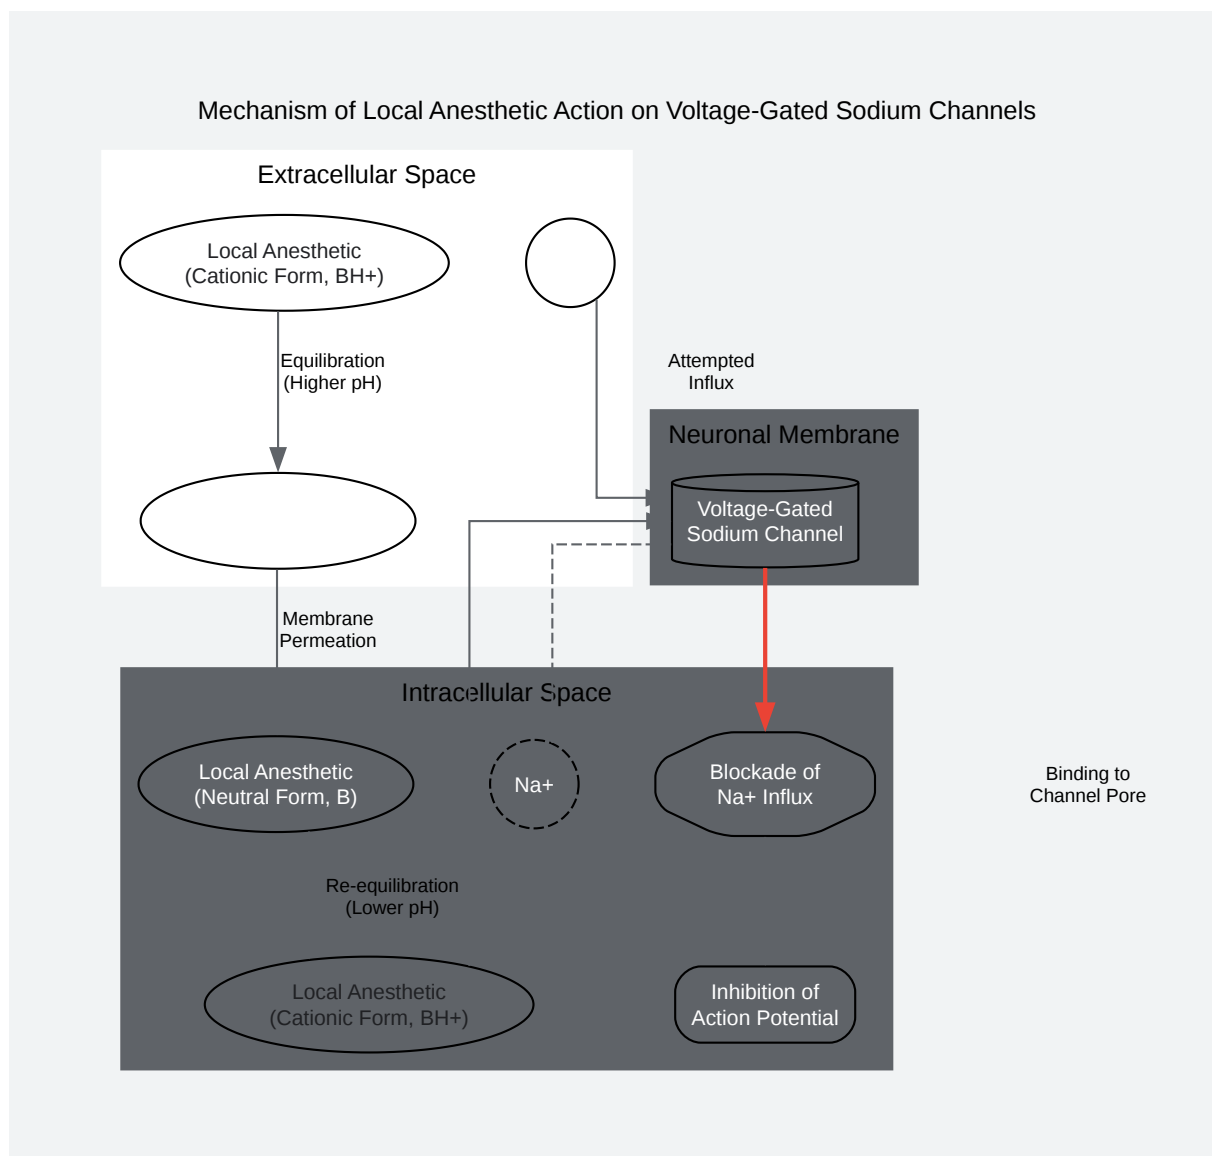 Mechanism of Local Anesthetic Action on Voltage-Gated Sodium Channels
Extracellular Space
Local Anesthetic
(Cationic Form, BH+)
Equilibration
(Higher pH)
Attempted
Influx
Neuronal Membrane
Voltage-Gated
Sodium Channel
Membrane
Permeation
Intracellular Space
Local Anesthetic
(Neutral Form, B)
Na+
Blockade of
Na+ Influx
Binding to
Channel Pore
Re-equilibration
(Lower pH)
Local Anesthetic
(Cationic Form, BH+)
Inhibition of
Action Potential